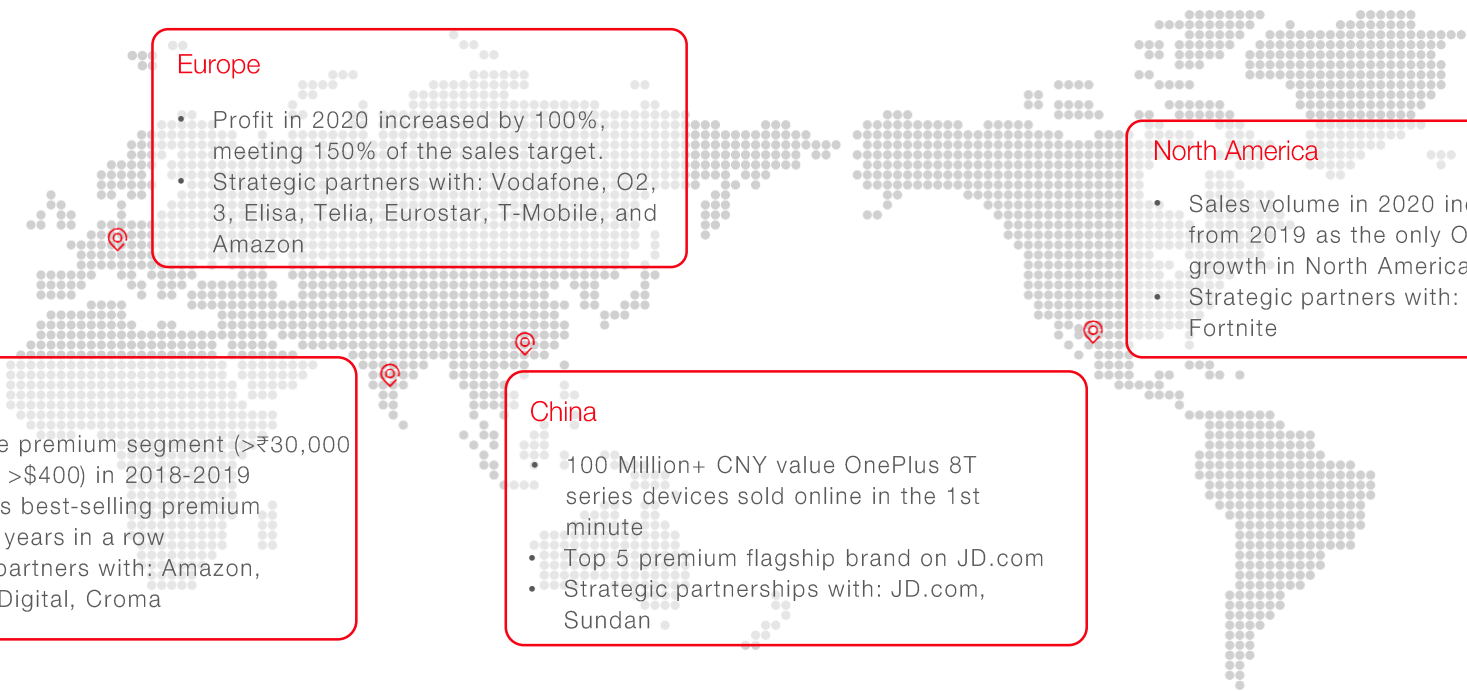 Europe
• Profit in 2020 increased by 100%,
meeting 150% of the sales target.
• Strategic partners with: Vodafone, O2,
3, Elisa, Telia, Eurostar, T-Mobile, and
Amazon
North America
• Sales volume in 2020
from 2019 as the only
growth in North America
• Strategic partners with:
Fortnite
premium segment (>₹30,000
>$400) in 2018-2019
best-selling premium
years in a row
partners with: Amazon,
Digital, Croma
China
• 100 Million+ CNY value OnePlus 8T
series devices sold online in the 1st
minute
• Top 5 premium flagship brand on JD.com
• Strategic partnerships with: JD.com,
Sundan